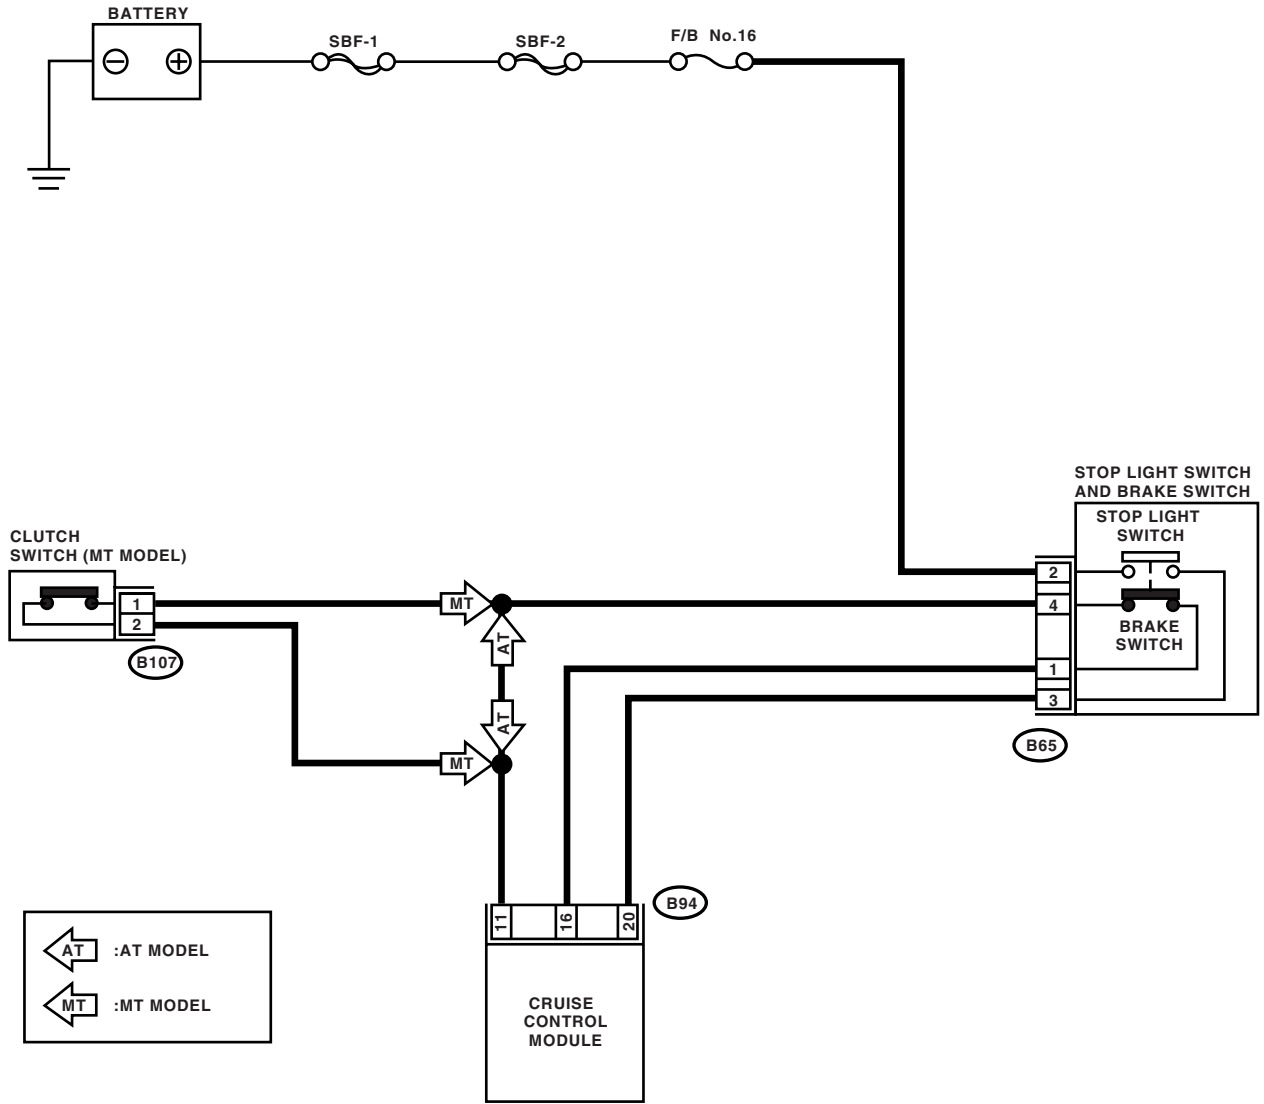 BATTERY
SBF-1
SBF-2
F/B No.16
STOP LIGHT SWITCH
AND BRAKE SWITCH
STOP LIGHT
SWITCH
2
4
BRAKE
SWITCH
1
3
B65
CLUTCH
SWITCH (MT MODEL)
1
2
B107
MT
AT
AT
MT
B94
11
16
20
CRUISE
CONTROL
MODULE
AT :AT MODEL
MT :MT MODEL